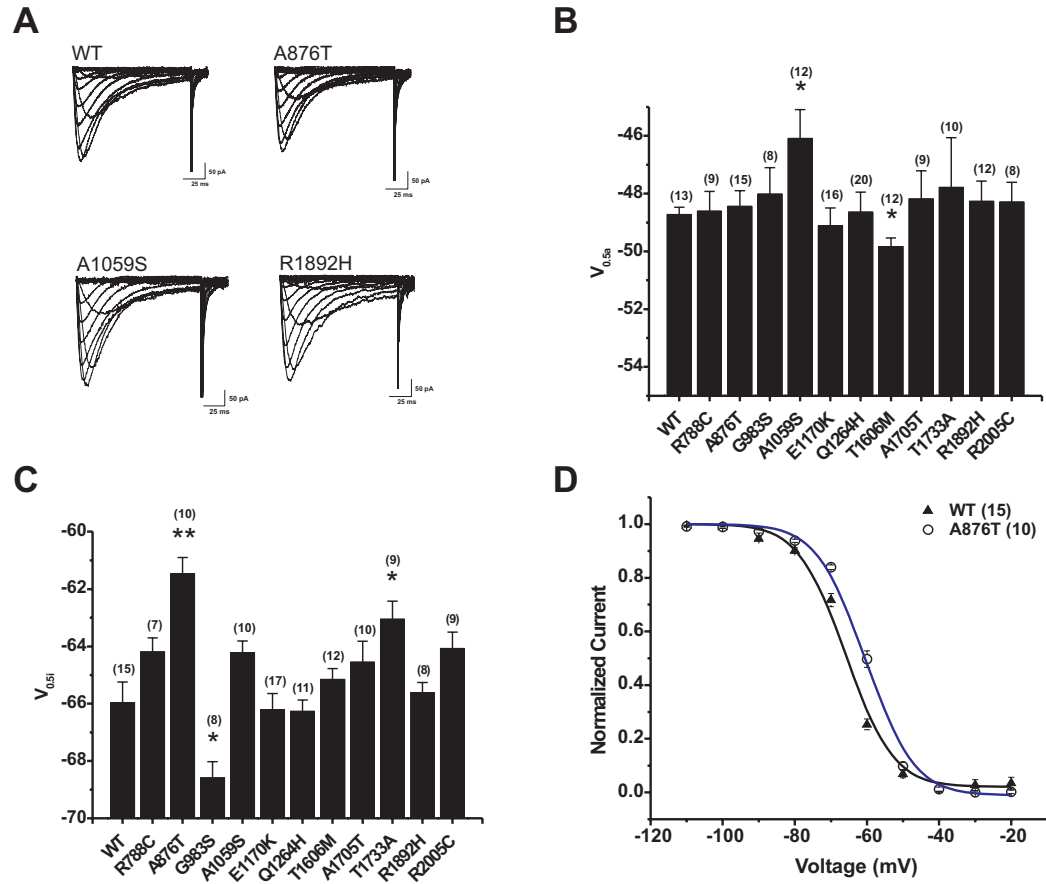 A
WT
50 pA
25 ms
A876T
50 pA
25 ms
A1059S
50 pA
25 ms
R1892H
50 pA
25 ms
B
V0.5a
-46
-48
-50
-52
-54
(13)
(9)
(15)
(8)
(12)
*
(16)
(20)
(12)
*
(9)
(10)
(12)
(8)
WT
R788C
A876T
G983S
A1059S
E1170K
Q1264H
T1606M
A1705T
T1733A
R1892H
R2005C
C
V0.5i
-60
-62
-64
-66
-68
-70
(15)
(7)
(10)
**
(8)
*
(10)
(17)
(11)
(12)
(10)
(9)
*
(8)
(9)
WT
R788C
A876T
G983S
A1059S
E1170K
Q1264H
T1606M
A1705T
T1733A
R1892H
R2005C
D
WT (15)
A876T (10)
Normalized Current
1.0
0.8
0.6
0.4
0.2
0.0
-120
-100
-80
-60
-40
-20
Voltage (mV)